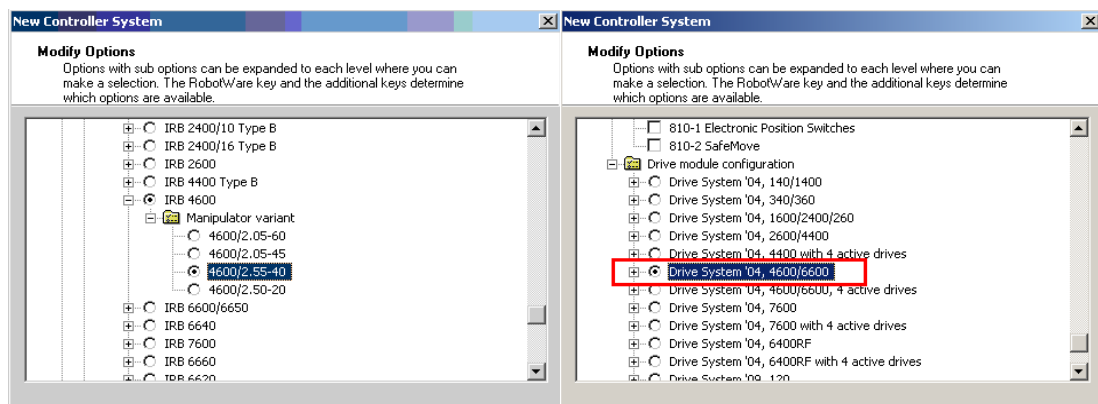 New Controller System
Modify Options
Options with sub options can be expanded to each level where you can
make a selection. The RobotWare key and the additional keys determine
which options are available.
IRB 2400/10 Type B
IRB 2400/16 Type B
IRB 2600
IRB 4400 Type B
IRB 4600
Manipulator variant
4600/2.05-60
4600/2.05-45
4600/2.55-40
4600/2.50-20
IRB 6600/6650
IRB 6640
IRB 7600
IRB 6660
IRB 6620
New Controller System
Modify Options
Options with sub options can be expanded to each level where you can
make a selection. The RobotWare key and the additional keys determine
which options are available.
810-1 Electronic Position Switches
810-2 SafeMove
Drive module configuration
Drive System '04, 140/1400
Drive System '04, 340/360
Drive System '04, 1600/2400/260
Drive System '04, 2600/4400
Drive System '04, 4400 with 4 active drives
Drive System '04, 4600/6600
Drive System '04, 4600/6600, 4 active drives
Drive System '04, 7600
Drive System '04, 7600 with 4 active drives
Drive System '04, 6400RF
Drive System '04, 6400RF with 4 active drives
Drive System '09, 120